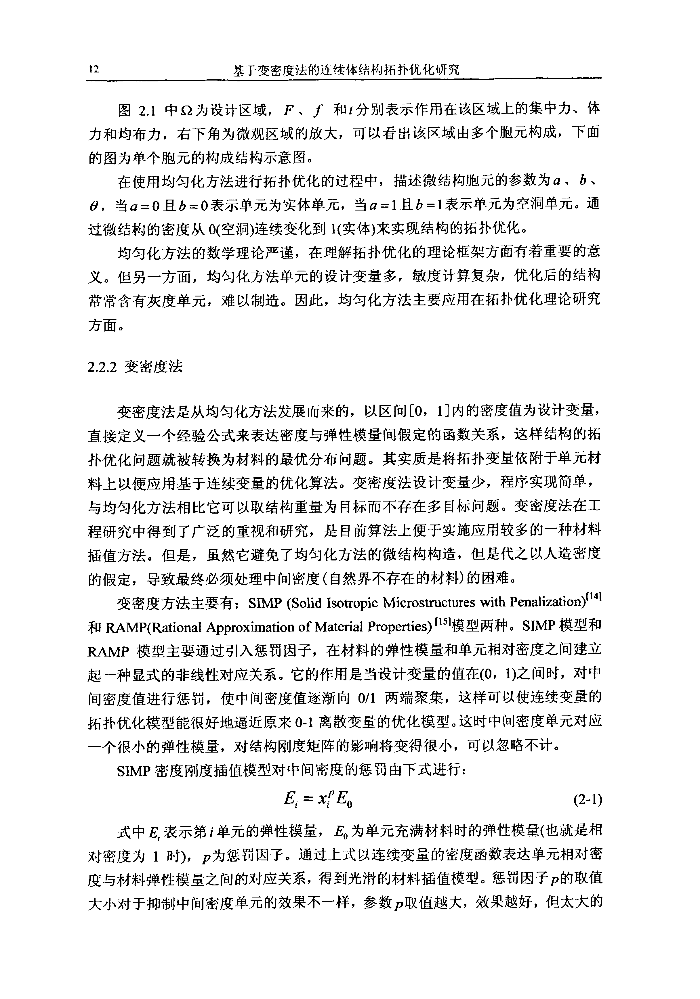 12 基于变密度法的连续体结构拓扑优化研究
图 2.1 中Ω为设计区域，F、f 和t分别表示作用在该区域上的集中力、体
力和均布力，右下角为微观区域的放大，可以看出该区域由多个胞元构成，下面
的图为单个胞元的构成结构示意图。
在使用均匀化方法进行拓扑优化的过程中，描述微结构胞元的参数为a、b、
θ，当a=0且b=0表示单元为实体单元，当a=1且b=1表示单元为空洞单元。通
过微结构的密度从 0(空洞)连续变化到 1(实体)来实现结构的拓扑优化。
均匀化方法的数学理论严谨，在理解拓扑优化的理论框架方面有着重要的意
义。但另一方面，均匀化方法单元的设计变量多，敏度计算复杂，优化后的结构
常常含有灰度单元，难以制造。因此，均匀化方法主要应用在拓扑优化理论研究
方面。
2.2.2 变密度法
变密度法是从均匀化方法发展而来的，以区间[0，1]内的密度值为设计变量，
直接定义一个经验公式来表达密度与弹性模量间假定的函数关系，这样结构的拓
扑优化问题就被转换为材料的最优分布问题。其实质是将拓扑变量依附于单元材
料上以便应用基于连续变量的优化算法。变密度法设计变量少，程序实现简单，
与均匀化方法相比它可以取结构重量为目标而不存在多目标问题。变密度法在工
程研究中得到了广泛的重视和研究，是目前算法上便于实施应用较多的一种材料
插值方法。但是，虽然它避免了均匀化方法的微结构构造，但是代之以人造密度
的假定，导致最终必须处理中间密度(自然界不存在的材料)的困难。
变密度方法主要有：SIMP (Solid Isotropic Microstructures with Penalization)[14]
和 RAMP(Rational Approximation of Material Properties) [15]模型两种。SIMP 模型和
RAMP 模型主要通过引入惩罚因子，在材料的弹性模量和单元相对密度之间建立
起一种显式的非线性对应关系。它的作用是当设计变量的值在(0，1)之间时，对中
间密度值进行惩罚，使中间密度值逐渐向 0/1 两端聚集，这样可以使连续变量的
拓扑优化模型能很好地逼近原来 0-1 离散变量的优化模型。这时中间密度单元对应
一个很小的弹性模量，对结构刚度矩阵的影响将变得很小，可以忽略不计。
SIMP 密度刚度插值模型对中间密度的惩罚由下式进行：
E_i = x_i^p E_0 (2-1)
式中 E_i 表示第i单元的弹性模量， E_0 为单元充满材料时的弹性模量(也就是相
对密度为 1 时)，p为惩罚因子。通过上式以连续变量的密度函数表达单元相对密
度与材料弹性模量之间的对应关系，得到光滑的材料插值模型。惩罚因子p的取值
大小对于抑制中间密度单元的效果不一样，参数p取值越大，效果越好，但太大的